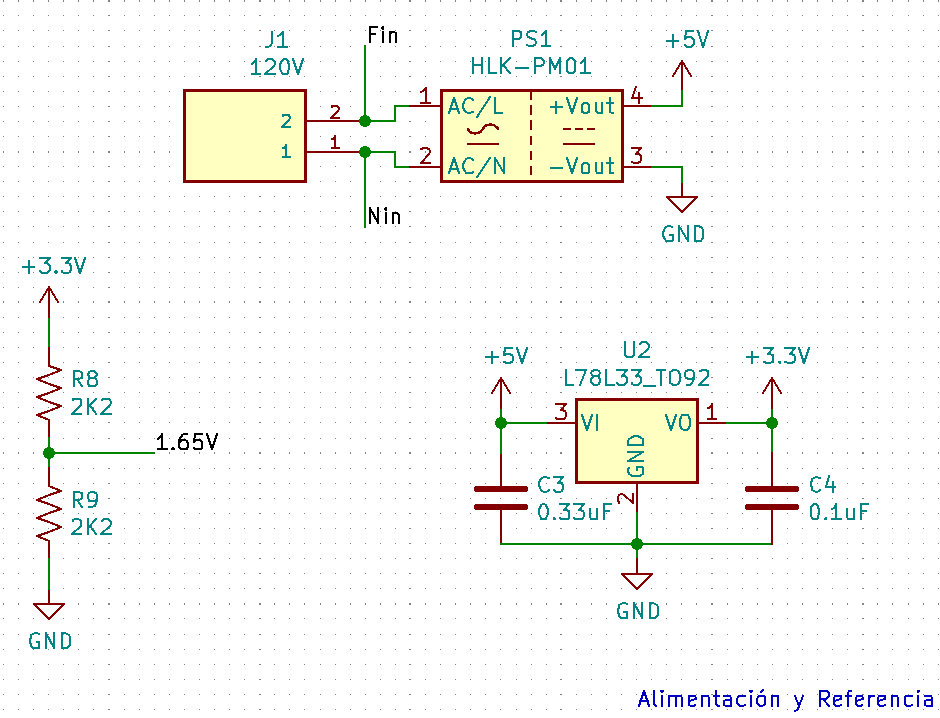 Fin
J1
120V
2
1
2
1
Nin
PS1
HLK-PM01
1
2
AC/L
AC/N
+Vout
-Vout
4
3
+5V
GND
+3.3V
R8
2K2
1.65V
R9
2K2
GND
+5V
U2
L78L33_TO92
+3.3V
3
VI
GND
VO
1
2
C3
0.33uF
C4
0.1uF
GND
Alimentación y Referencia